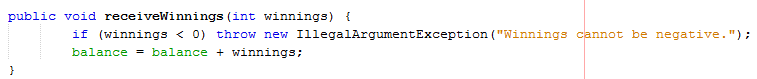 public void receiveWinnings(int winnings) {
        if (winnings < 0) throw new IllegalArgumentException("Winnings cannot be negative.");
        balance = balance + winnings;
}